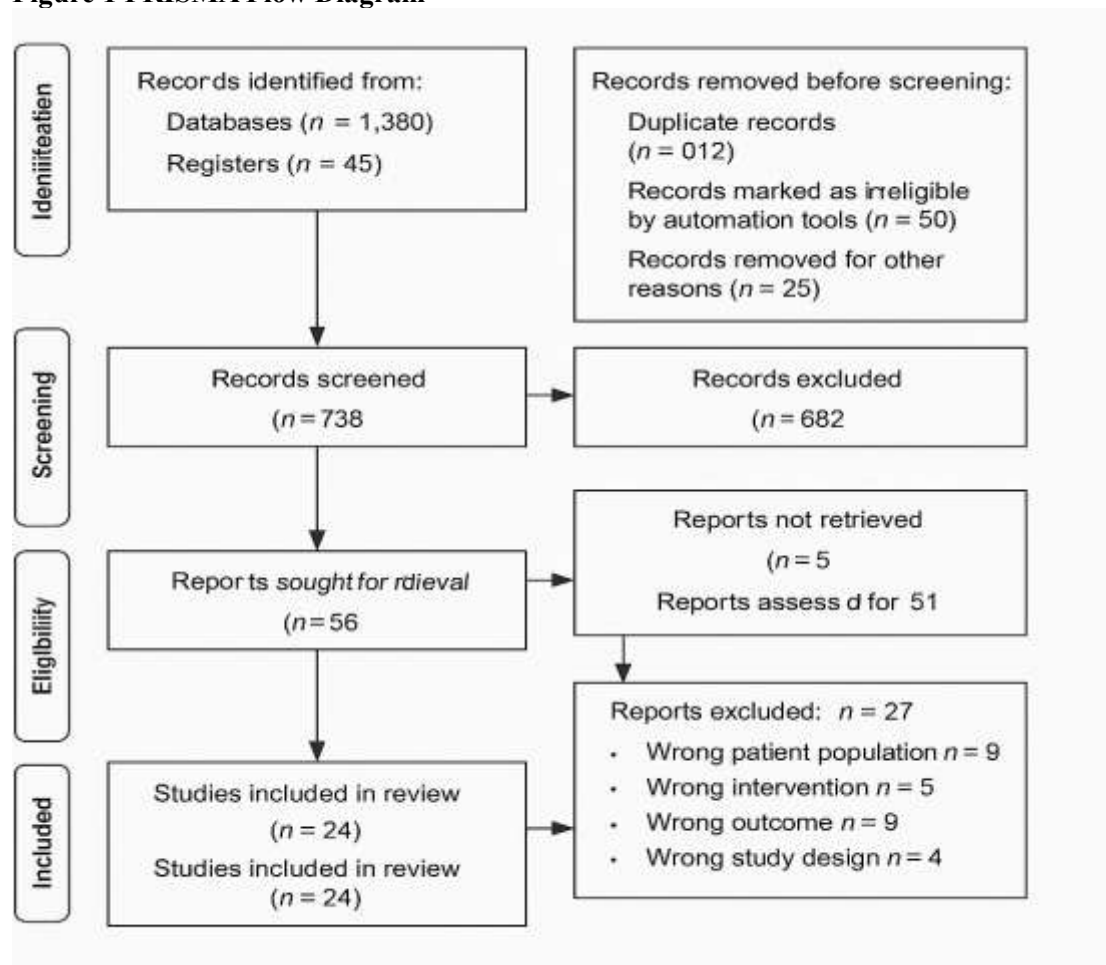 Figure 1 PRISMA Flow Diagram
Ideniiiteatien
Records identified from:
Databases (n = 1,380)
Registers (n = 45)
Records removed before screening:
Duplicate records
(n = 012)
Records marked as irreligible
by automation tools (n = 50)
Records removed for other
reasons (n = 25)
Screening
Records screened
(n = 738
Records excluded
(n = 682
Eliglbiliiy
Reports sought for rdieval
(n = 56
Reports not retrieved
(n = 5
Reports assess d for 51
Included
Studies included in review
(n = 24)
Studies included in review
(n = 24)
Reports excluded: n = 27
• Wrong patient population n = 9
• Wrong intervention n = 5
• Wrong outcome n = 9
• Wrong study design n = 4